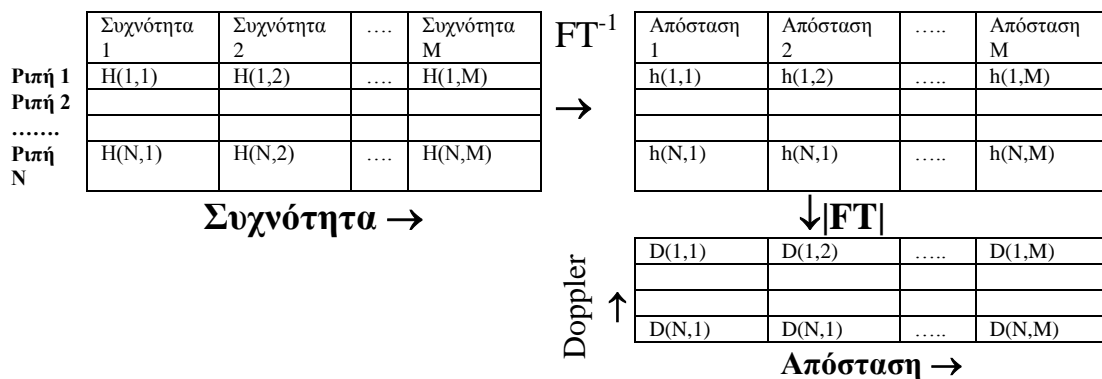 Συχνότητα 1 Συχνότητα 2 …. Συχνότητα M
Ριπή 1 H(1,1) H(1,2) …. H(1,M)
Ριπή 2
…….
Ριπή N H(N,1) H(N,2) …. H(N,M)
Συχνότητα →
FT-1
→
Απόσταση 1 Απόσταση 2 ….. Απόσταση M
h(1,1) h(1,2) ….. h(1,M)
h(N,1) h(N,1) ….. h(N,M)
↓|FT|
Doppler →
D(1,1) D(1,2) ….. D(1,M)
D(N,1) D(N,1) ….. D(N,M)
Απόσταση →